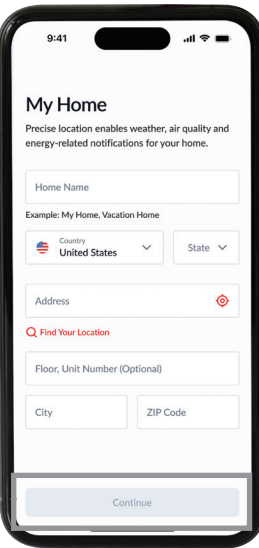 9:41
My Home
Precise location enables weather, air quality and
energy-related notifications for your home.
Home Name
Example: My Home, Vacation Home
Country
United States
State
Address
Find Your Location
Floor, Unit Number (Optional)
City
ZIP Code
Continue